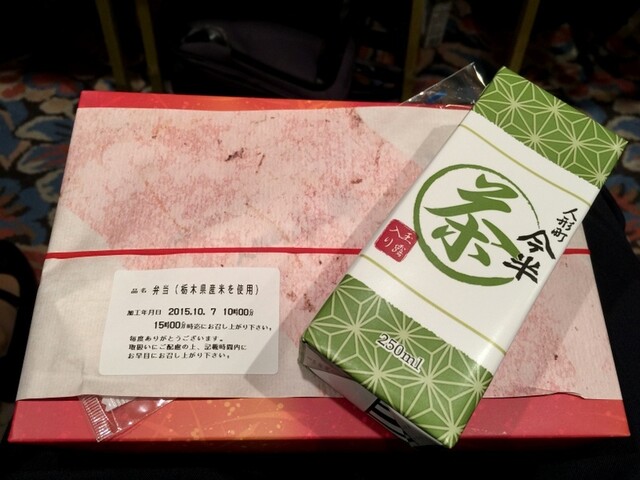 品名 弁当(栃木県産米を使用)
加工年月日 2015.10. 7 10時00分
15時00分時迄にお召し上がり下さい。
毎度ありがとうございます。
取扱いにご配慮の上、記載時間内に
お早目にお召し上がり下さい。
人形町
今半
茶
玉露
入り
250ml